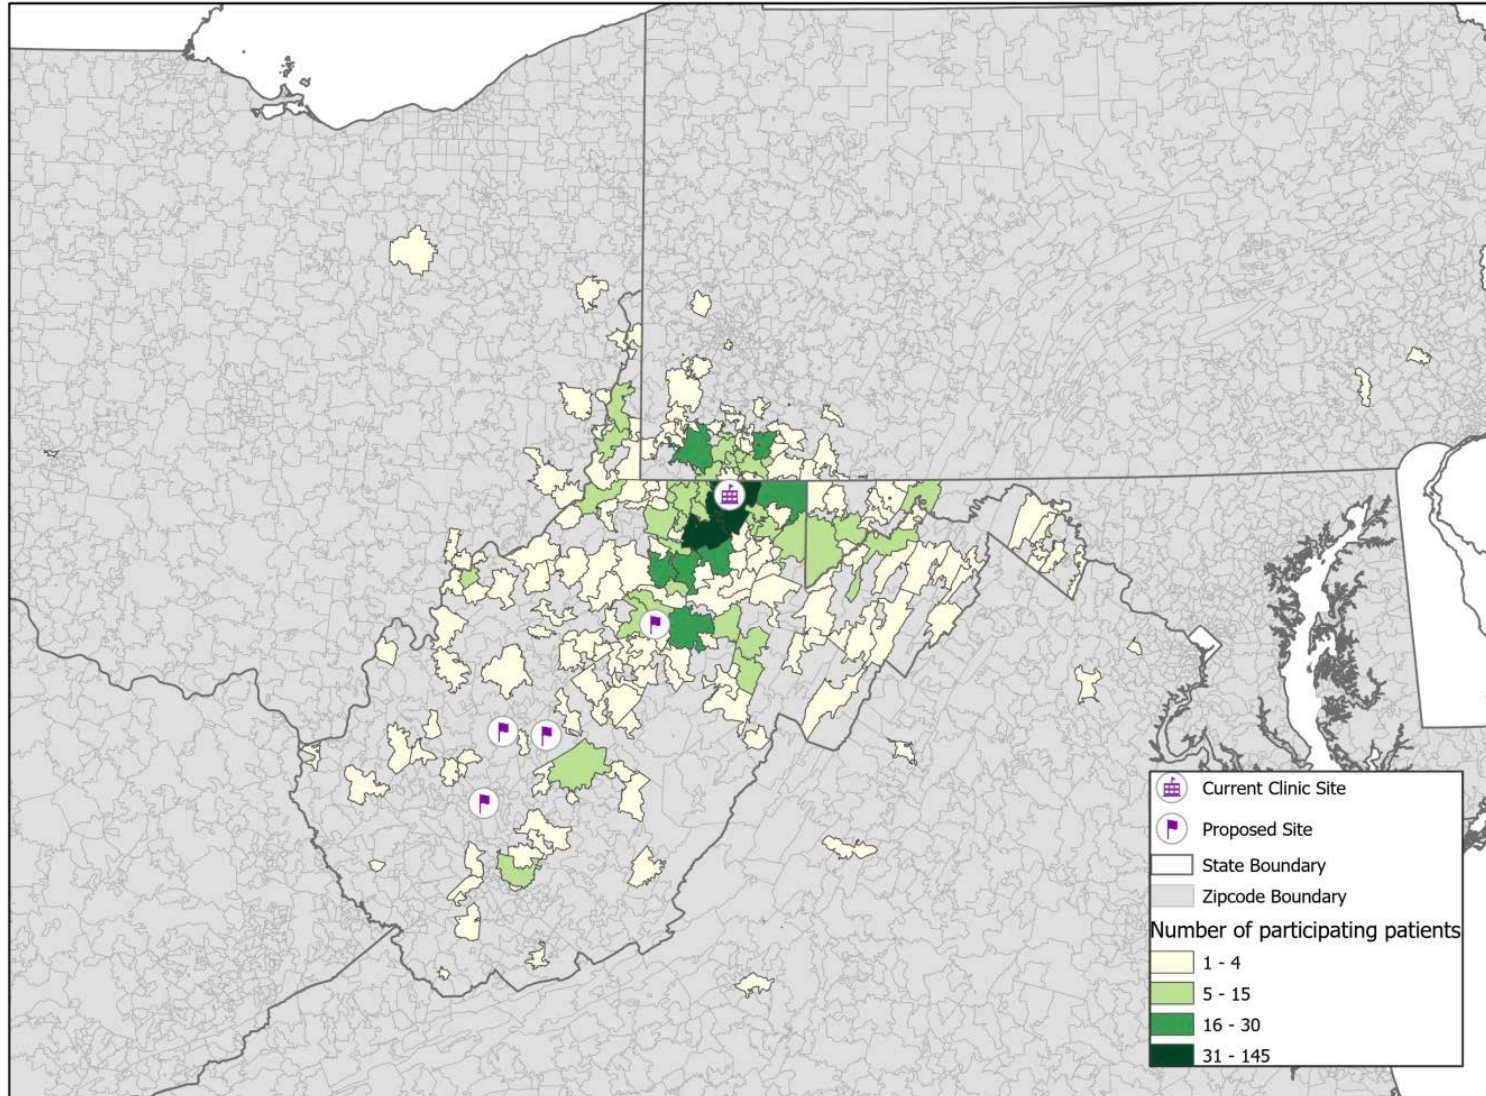 Current Clinic Site
Proposed Site
State Boundary
Zipcode Boundary
Number of participating patients
1 - 4
5 - 15
16 - 30
31 - 145